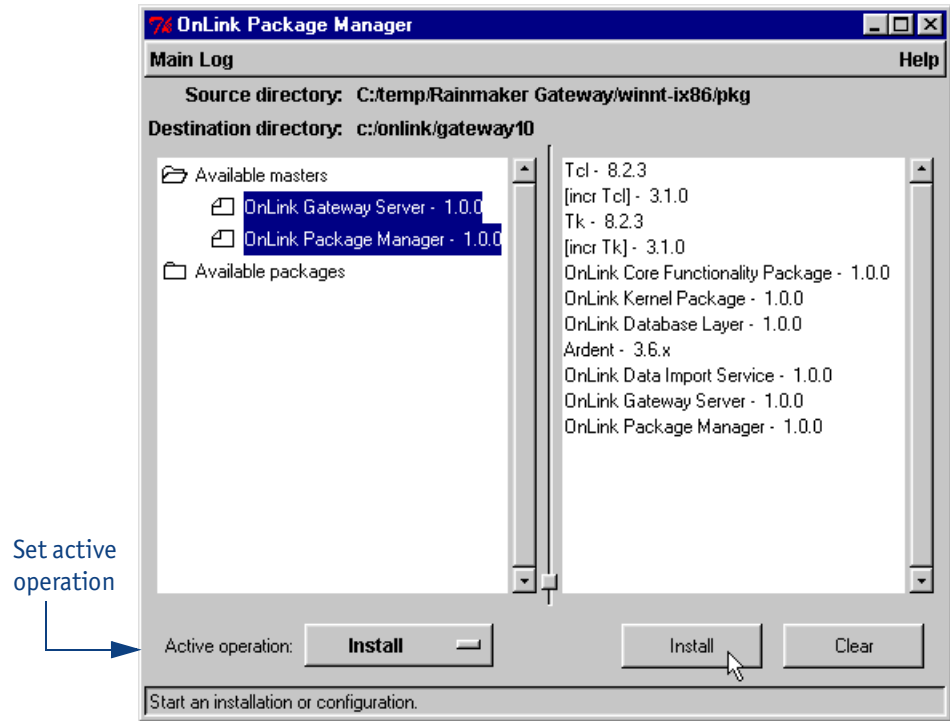 OnLink Package Manager
Main Log Help
Source directory: C:/temp/Rainmaker Gateway/winnt-ix86/pkg
Destination directory: c:/onlink/gateway10
Available masters
OnLink Gateway Server - 1.0.0
OnLink Package Manager - 1.0.0
Available packages
Tcl - 8.2.3
[incr Tcl] - 3.1.0
Tk - 8.2.3
[incr Tk] - 3.1.0
OnLink Core Functionality Package - 1.0.0
OnLink Kernel Package - 1.0.0
OnLink Database Layer - 1.0.0
Ardent - 3.6.x
OnLink Data Import Service - 1.0.0
OnLink Gateway Server - 1.0.0
OnLink Package Manager - 1.0.0
Set active
operation
Active operation: Install
Install Clear
Start an installation or configuration.